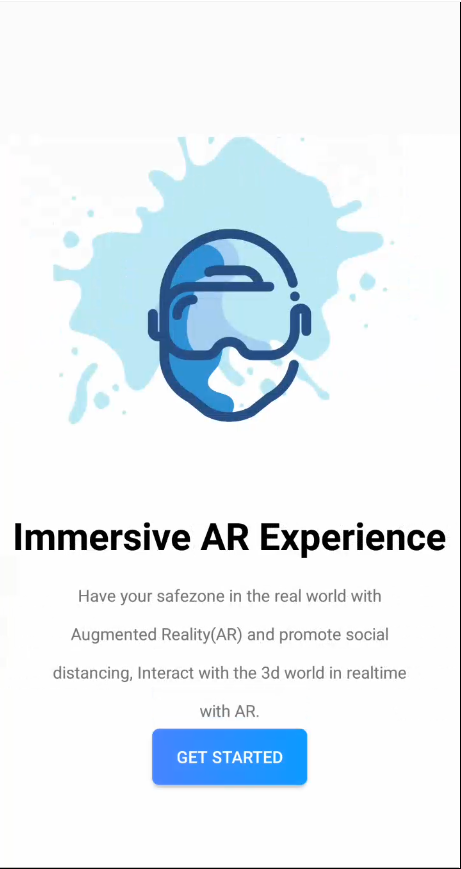 Immersive AR Experience
Have your safezone in the real world with
Augmented Reality(AR) and promote social
distancing, Interact with the 3d world in realtime
with AR.
GET STARTED